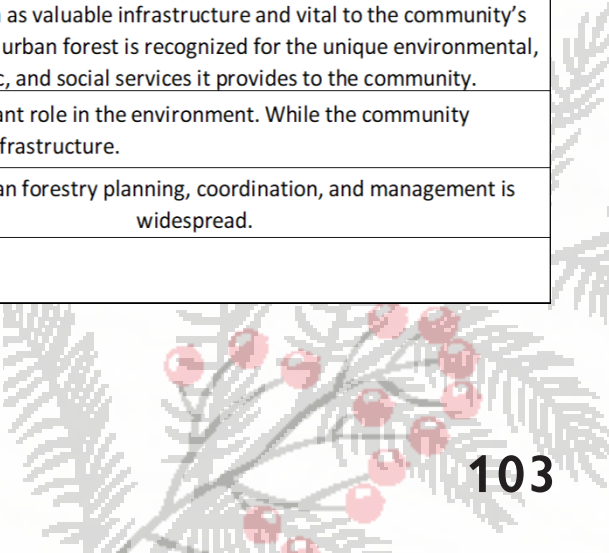 as valuable infrastructure and vital to the community's
urban forest is recognized for the unique environmental,
, and social services it provides to the community.
role in the environment. While the community
an forestry planning, coordination, and management is
widespread.
103